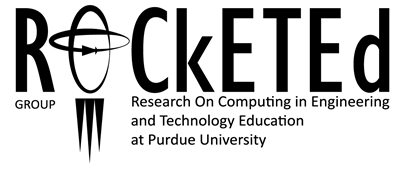 ROCkETEd
GROUP
Research On Computing in Engineering
and Technology Education
at Purdue University